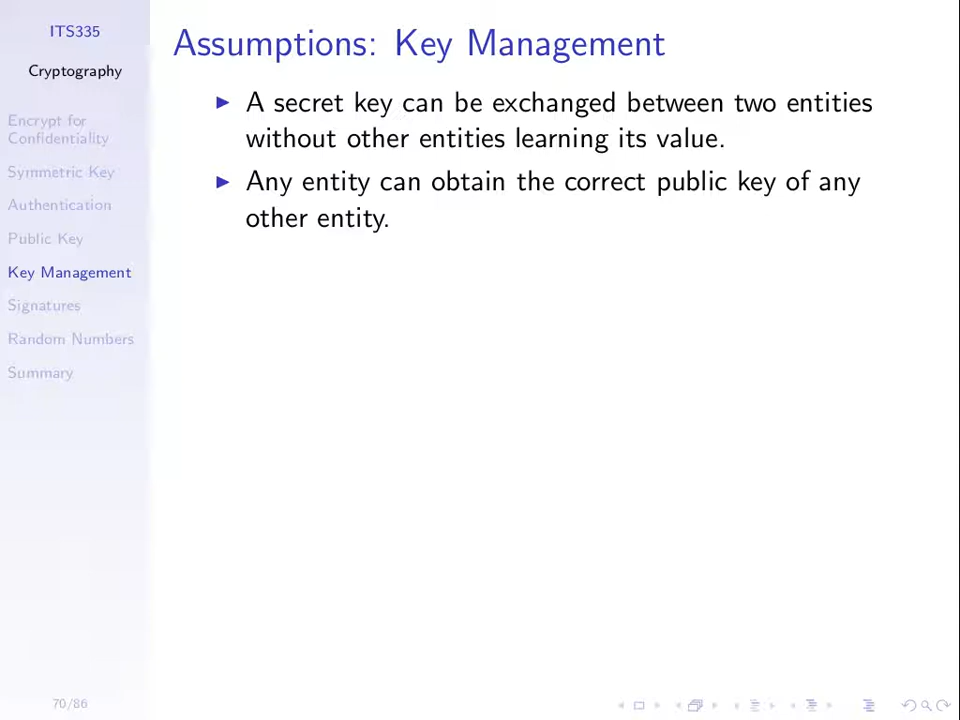 ITS335
Cryptography
Encrypt for
Confidentiality
Symmetric Key
Authentication
Public Key
Key Management
Signatures
Random Numbers
Summary
70/86
Assumptions: Key Management
A secret key can be exchanged between two entities
without other entities learning its value.
Any entity can obtain the correct public key of any
other entity.